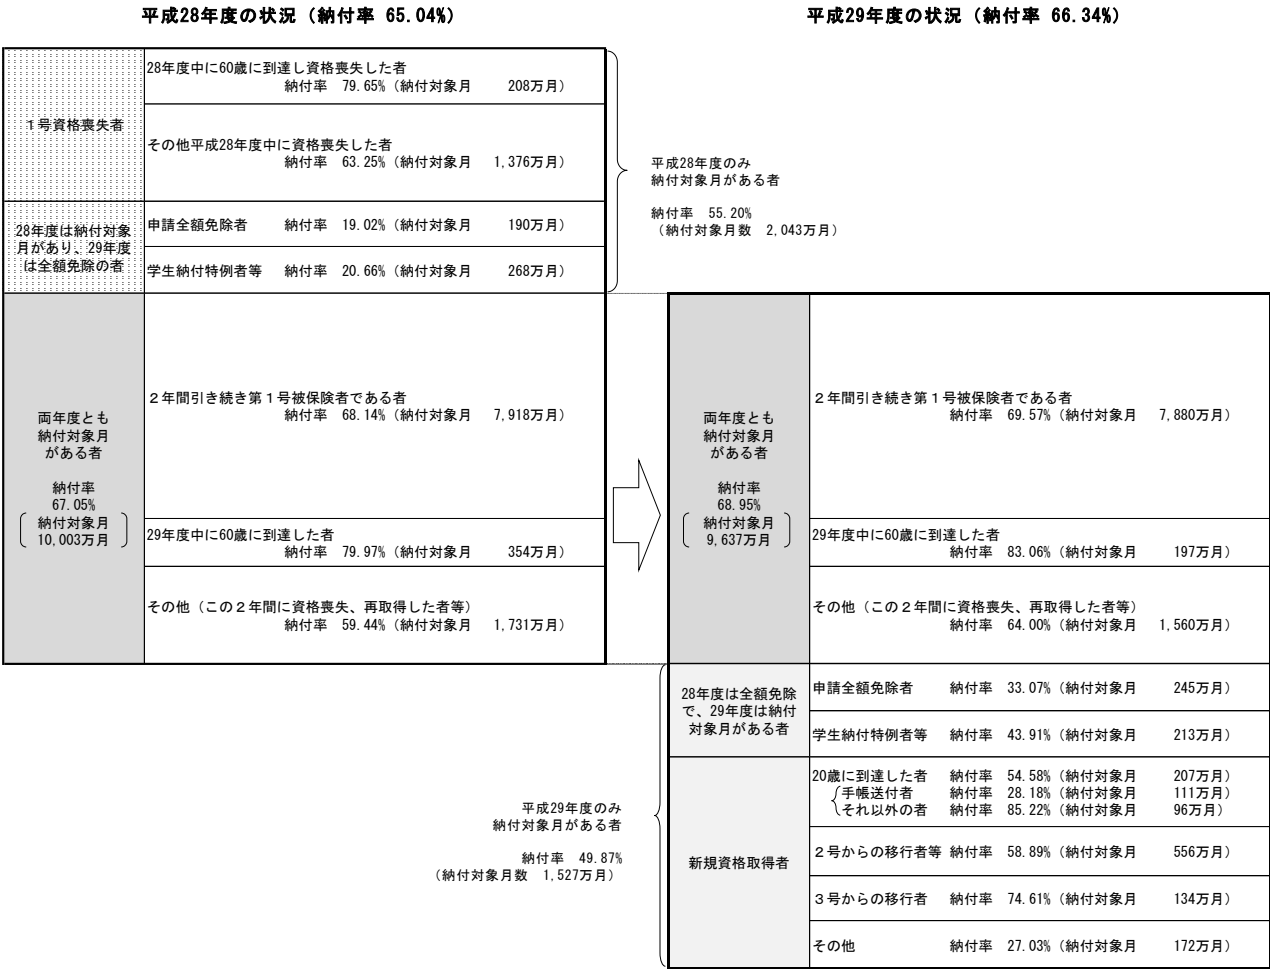 平成28年度の状況（納付率 65.04%）
１号資格喪失者
28年度中に60歳に到達し資格喪失した者
納付率 79.65%（納付対象月 208万月）
その他平成28年度中に資格喪失した者
納付率 63.25%（納付対象月 1,376万月）
28年度は納付対象
月があり、29年度
は全額免除の者
申請全額免除者 納付率 19.02%（納付対象月 190万月）
学生納付特例者等 納付率 20.66%（納付対象月 268万月）
平成28年度のみ
納付対象月がある者
納付率 55.20%
（納付対象月数 2,043万月）
両年度とも
納付対象月
がある者
納付率
67.05%
納付対象月
10,003万月
２年間引き続き第１号被保険者である者
納付率 68.14%（納付対象月 7,918万月）
29年度中に60歳に到達した者
納付率 79.97%（納付対象月 354万月）
その他（この２年間に資格喪失、再取得した者等）
納付率 59.44%（納付対象月 1,731万月）
平成29年度の状況（納付率 66.34%）
両年度とも
納付対象月
がある者
納付率
68.95%
納付対象月
9,637万月
２年間引き続き第１号被保険者である者
納付率 69.57%（納付対象月 7,880万月）
29年度中に60歳に到達した者
納付率 83.06%（納付対象月 197万月）
その他（この２年間に資格喪失、再取得した者等）
納付率 64.00%（納付対象月 1,560万月）
28年度は全額免除
で、29年度は納付
対象月がある者
申請全額免除者 納付率 33.07%（納付対象月 245万月）
学生納付特例者等 納付率 43.91%（納付対象月 213万月）
平成29年度のみ
納付対象月がある者
納付率 49.87%
（納付対象月数 1,527万月）
新規資格取得者
20歳に到達した者 納付率 54.58%（納付対象月 207万月）
手帳送付者 納付率 28.18%（納付対象月 111万月）
それ以外の者 納付率 85.22%（納付対象月 96万月）
２号からの移行者等 納付率 58.89%（納付対象月 556万月）
３号からの移行者 納付率 74.61%（納付対象月 134万月）
その他 納付率 27.03%（納付対象月 172万月）